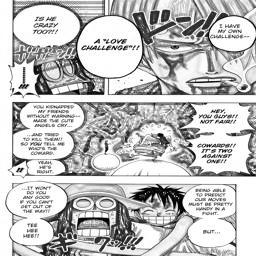 I HAVE
MY OWN
CHALLENGE--
A "LOVE
CHALLENGE"!!
IS HE
CRAZY
TOO?!!
!!!
HEY,
YOU GUYS!!
NOT FAIR!!
COWARDS!!
IT'S TWO
AGAINST
ONE!!
YOU KIDNAPPED
MY FRIENDS
WITHOUT WARNING--
MADE THE CUTE
ANGELS CRY--
AND
TRIED TO KILL
THEM!! SO
YOU TELL ME
WHO'S THE
COWARD.
YEAH.
HE'S
RIGHT.
!!
BEING ABLE
TO PREDICT
OUR MOVES
MUST BE PRETTY
HANDY IN A
FIGHT.
BUT...
IT WON'T
DO YOU
ANY GOOD
IF YOU CAN'T
GET OUT OF
THE WAY!!
TEE
HEE
HEE!!